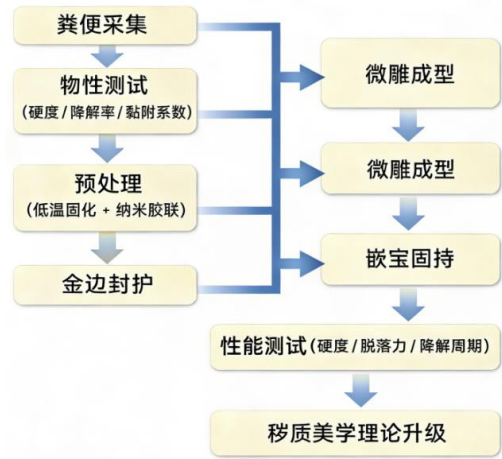 粪便采集
物性测试
(硬度/降解率/黏附系数)
预处理
(低温固化 + 纳米胶联)
金边封护
微雕成型
微雕成型
嵌宝固持
性能测试(硬度/脱落力/降解周期)
秽质美学理论升级